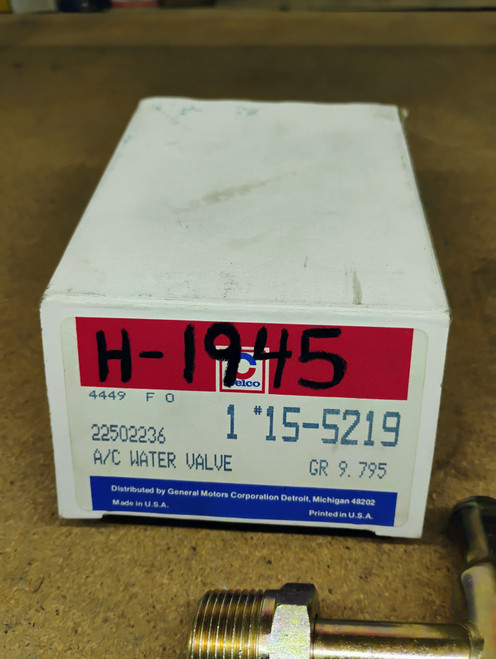 H-1945
Delco
4449 F O
1 #15-5219
22502236
A/C WATER VALVE GR 9.795
Distributed by General Motors Corporation Detroit, Michigan 48202
Made in U.S.A. Printed in U.S.A.